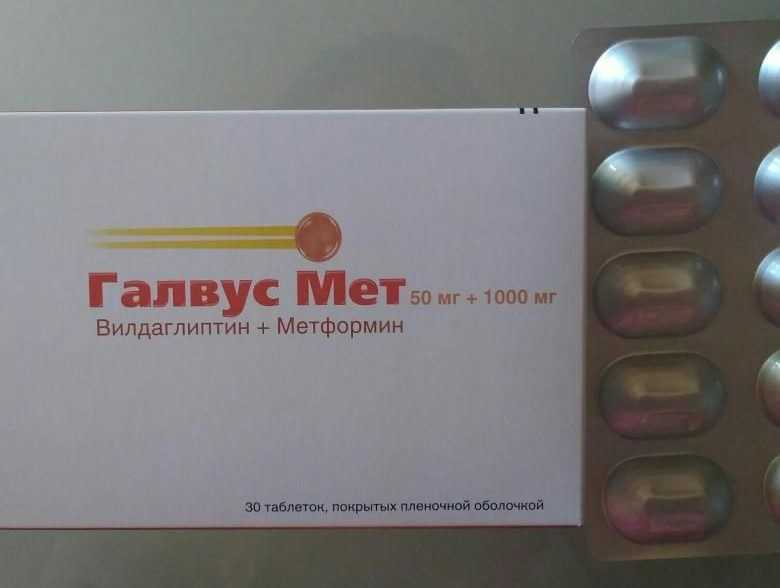 Галвус Мет 50 мг + 1000 мг
Вилдаглиптин + Метформин
30 таблеток, покрытых пленочной оболочкой